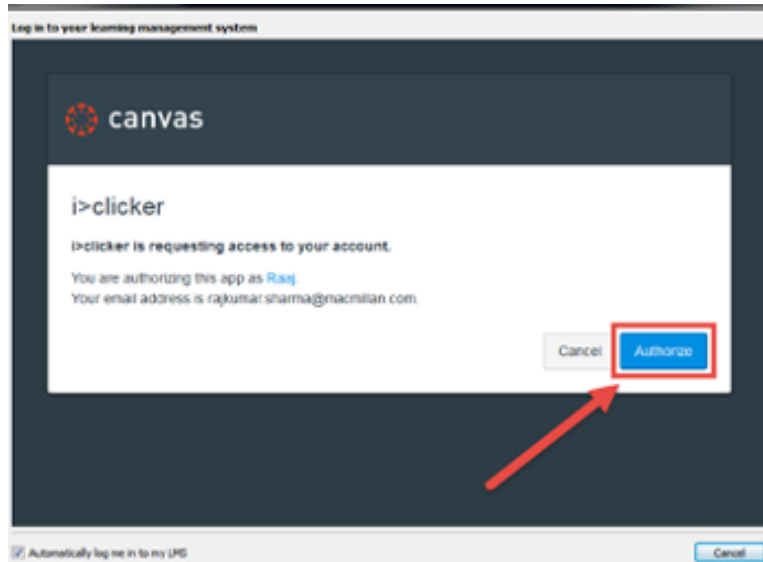 Log in to your learning management system
canvas
i>clicker
i>clicker is requesting access to your account.
You are authorizing this app as Raaj.
Your email address is rajkumar.sharma@macmillan.com.
Cancel
Authorize
Automatically log me in to my LMS
Cancel